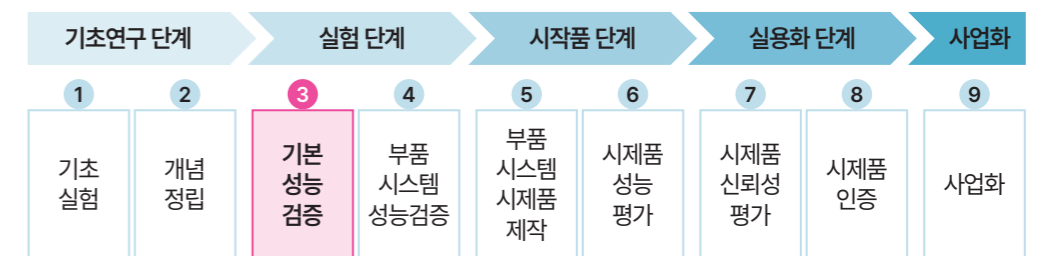 기초연구 단계
실험 단계
시작품 단계
실용화 단계
사업화
1
2
3
4
5
6
7
8
9
기초
실험
개념
정립
기본
성능
검증
부품
시스템
성능검증
부품
시스템
시제품
제작
시제품
성능
평가
시제품
신뢰성
평가
시제품
인증
사업화